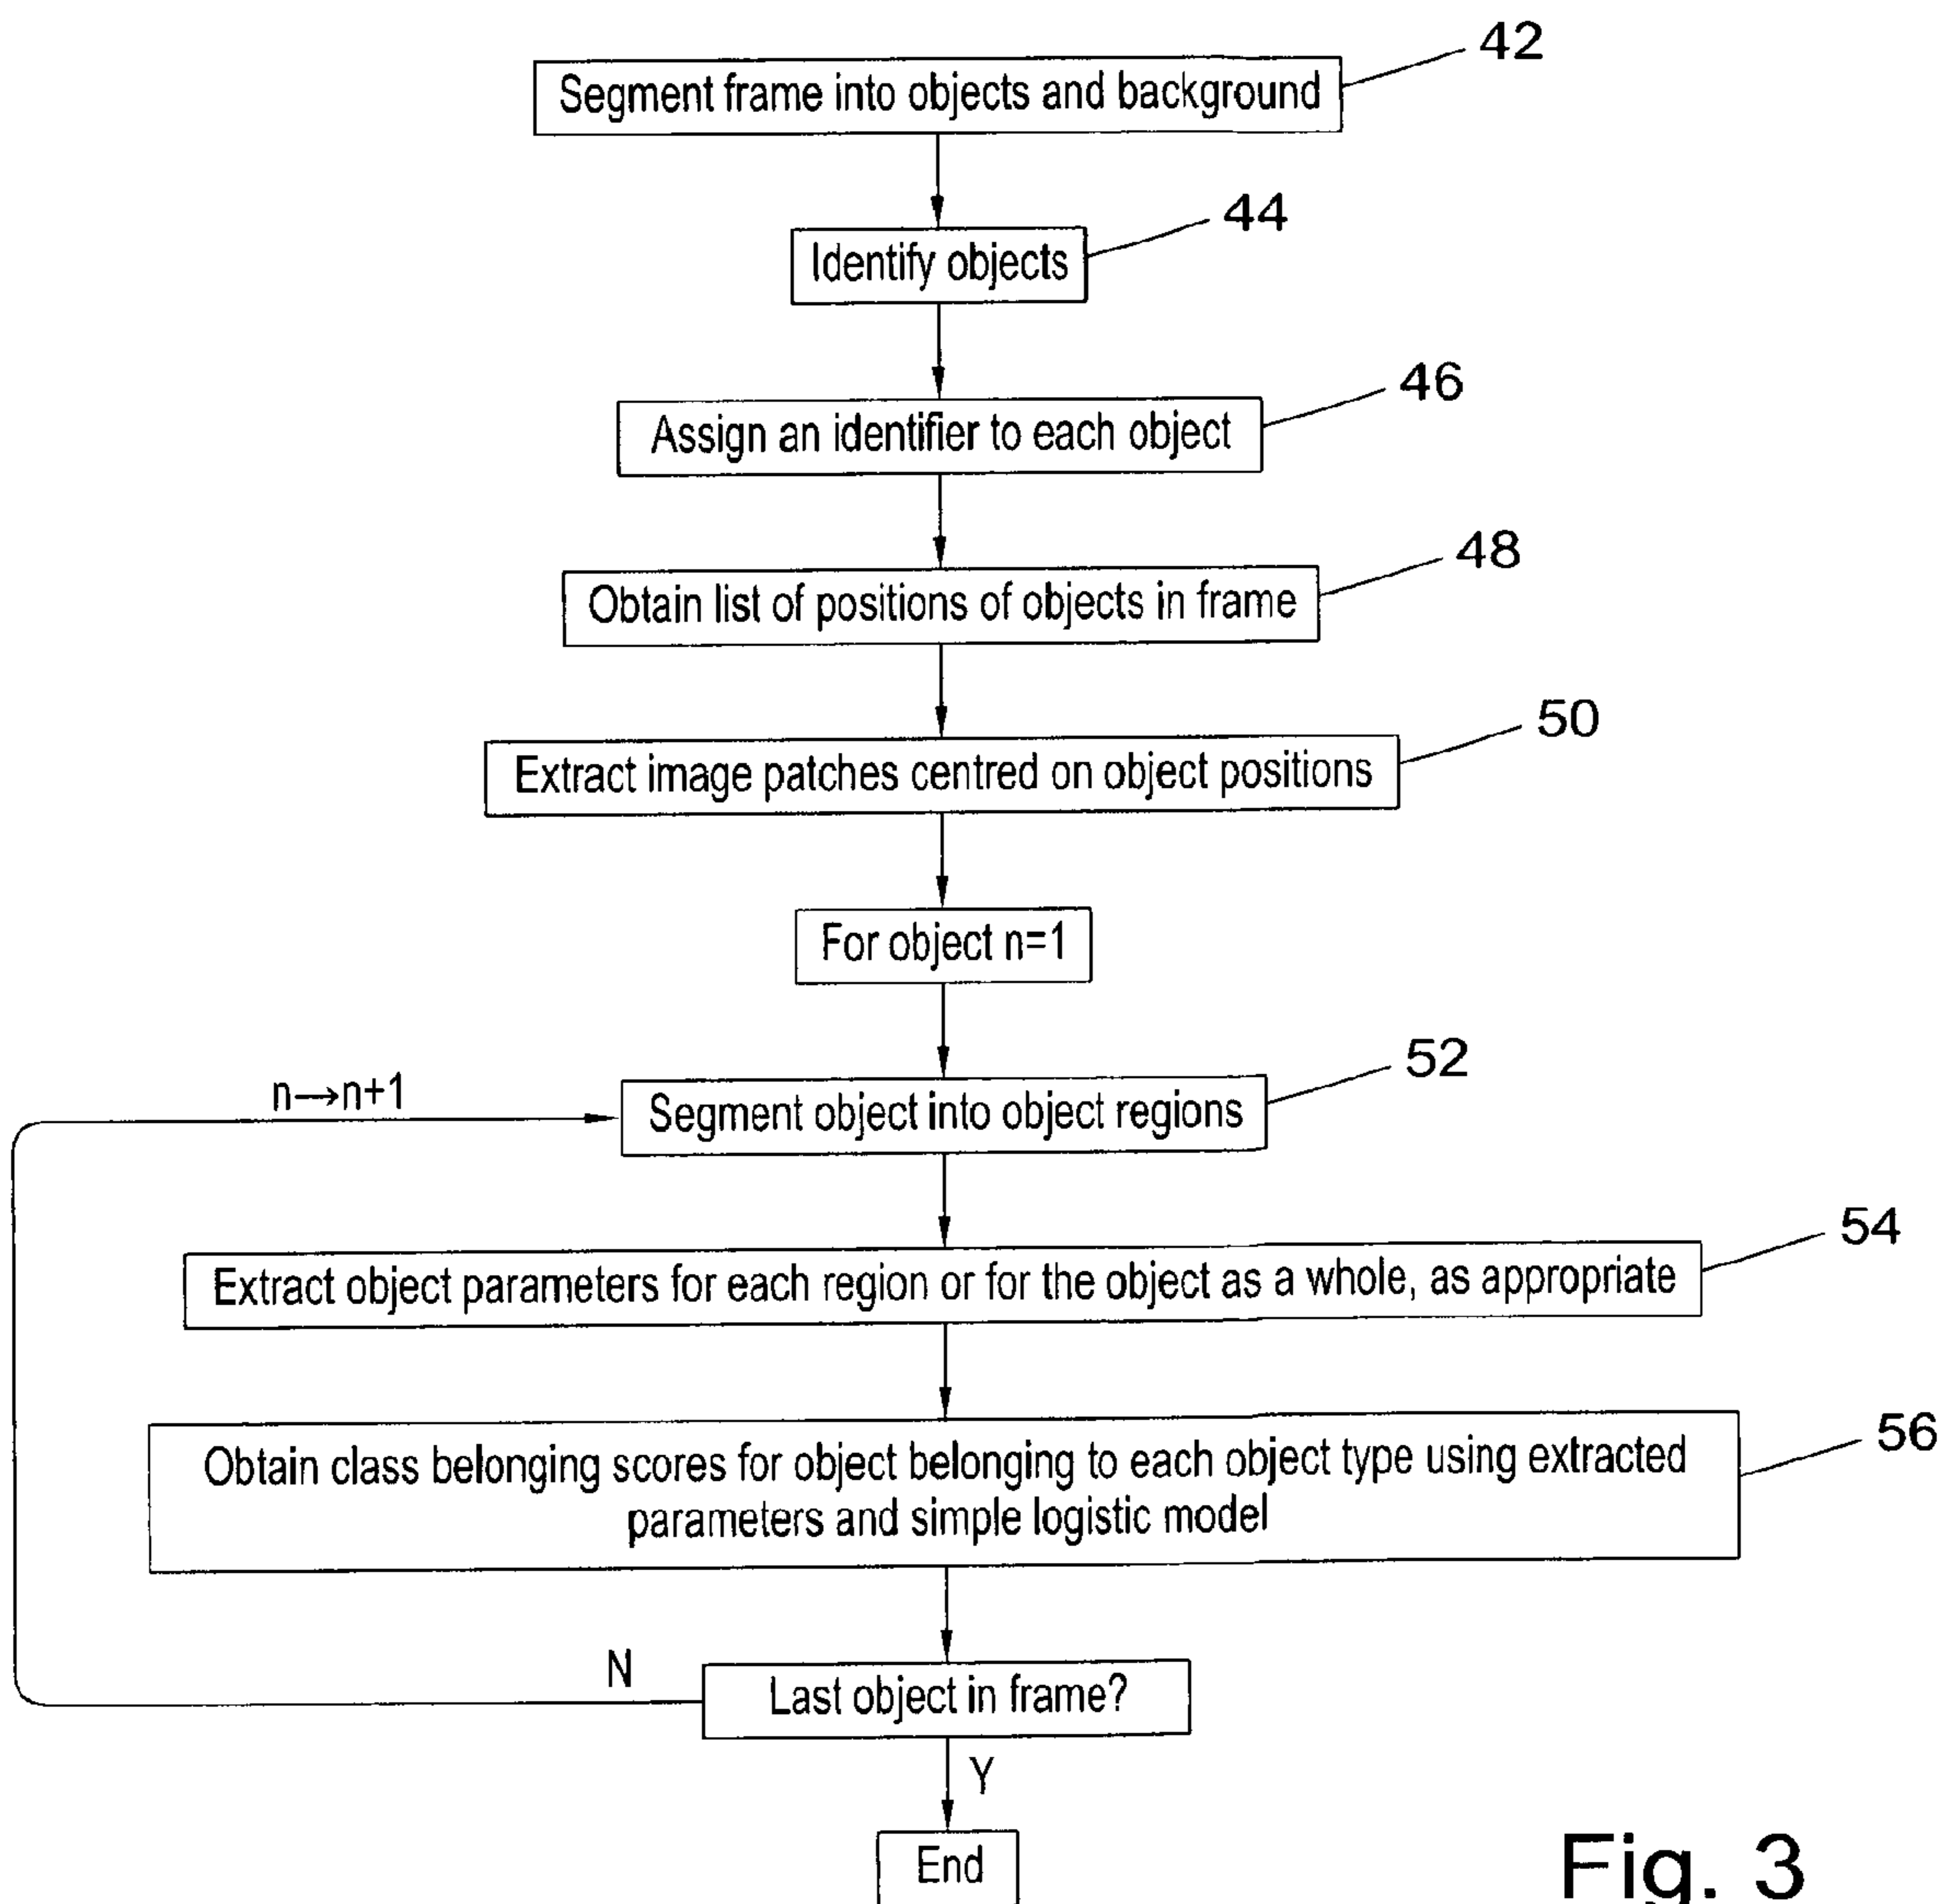 42
Segment frame into objects and background
44
Identify objects
46
Assign an identifier to each object
48
Obtain list of positions of objects in frame
50
Extract image patches centred on object positions
For object n=1
52
n→n+1
Segment object into object regions
54
Extract object parameters for each region or for the object as a whole, as appropriate
56
Obtain class belonging scores for object belonging to each object type using extracted
parameters and simple logistic model
N
Last object in frame?
Y
End
Fig. 3